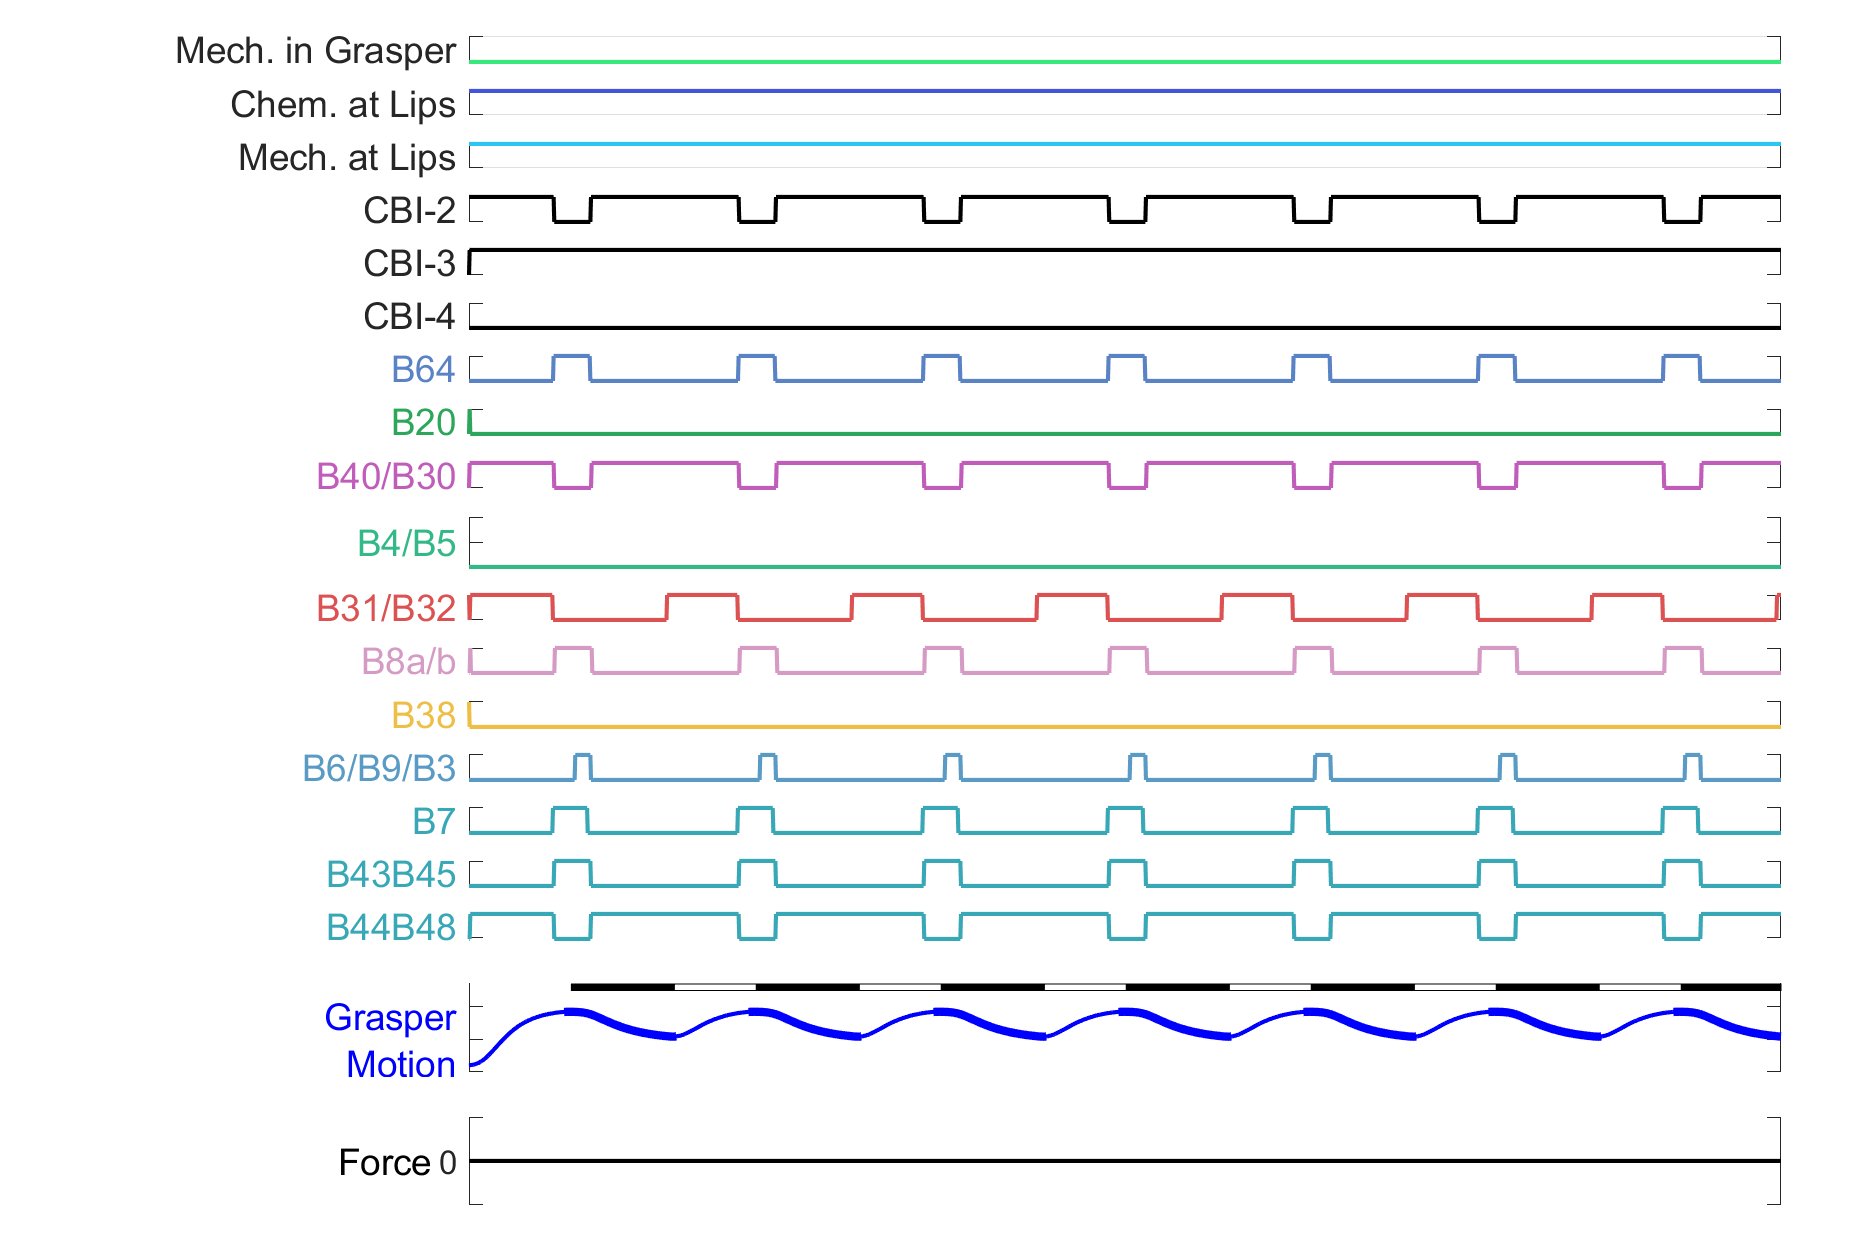 Mech. in Grasper
Chem. at Lips
Mech. at Lips
CBI-2
CBI-3
CBI-4
B64
B20
B40/B30
B4/B5
B31/B32
B8a/b
B38
B6/B9/B3
B7
B43B45
B44B48
Grasper
Motion
Force 0